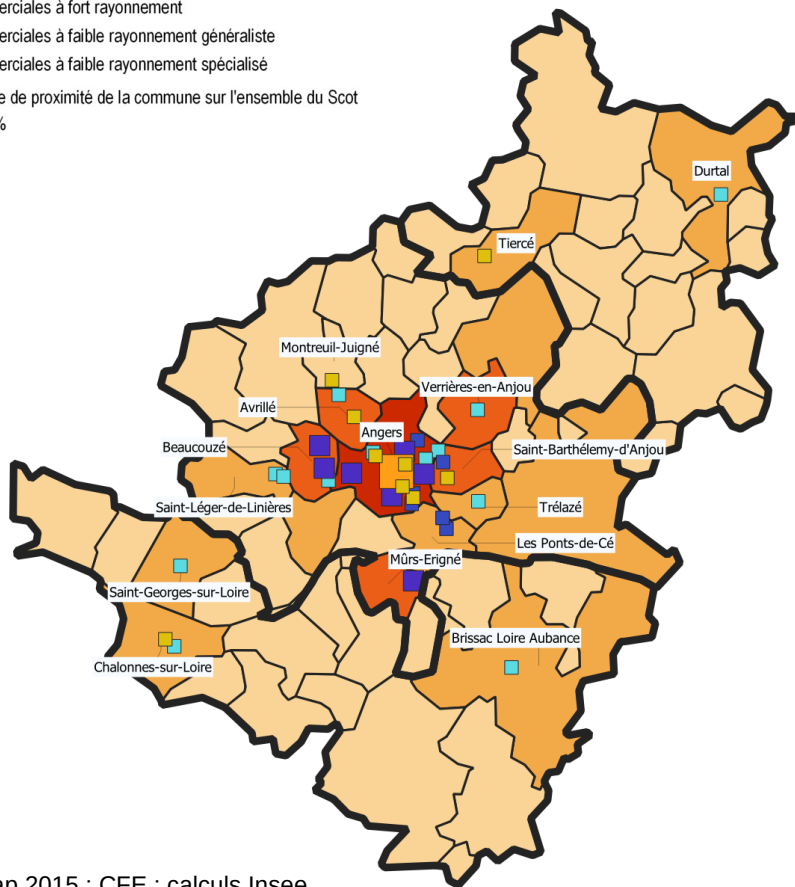 erciales à fort rayonnement
erciales à faible rayonnement généraliste
erciales à faible rayonnement spécialisé
e de proximité de la commune sur l'ensemble du Scot
%
Durtal
Tiercé
Montreuil-Juigné
Verrières-en-Anjou
Avrillé
Angers
Beaucouzé
Saint-Barthélemy-d'Anjou
Saint-Léger-de-Linières
Trélazé
Les Ponts-de-Cé
Mûrs-Erigné
Saint-Georges-sur-Loire
Brissac Loire Aubance
Chalonnes-sur-Loire
ap 2015 ; CFE ; calculs Insee